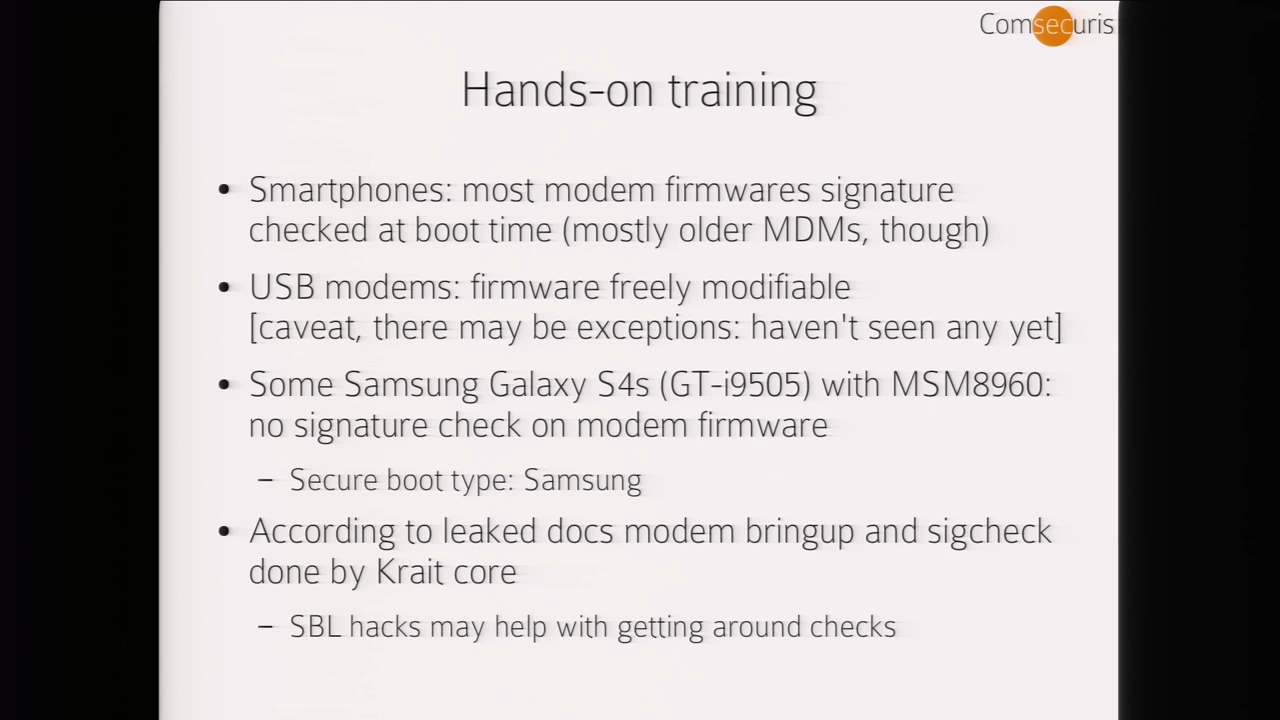 Comsecuris
Hands-on training
• Smartphones: most modem firmwares signature
checked at boot time (mostly older MDMs, though)
• USB modems: firmware freely modifiable
[caveat, there may be exceptions: haven't seen any yet]
• Some Samsung Galaxy S4s (GT-i9505) with MSM8960:
no signature check on modem firmware
– Secure boot type: Samsung
• According to leaked docs modem bringup and sigcheck
done by Krait core
– SBL hacks may help with getting around checks